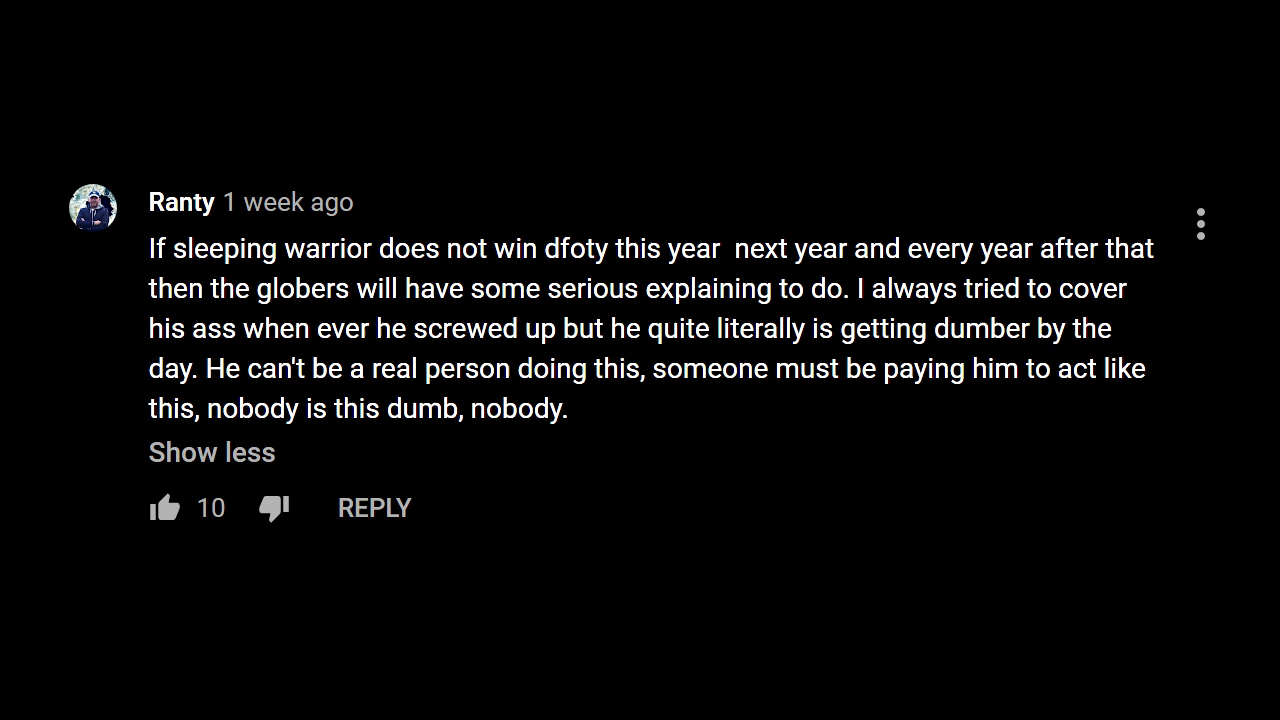 Ranty 1 week ago
If sleeping warrior does not win dfoty this year  next year and every year after that
then the globers will have some serious explaining to do. I always tried to cover
his ass when ever he screwed up but he quite literally is getting dumber by the
day. He can't be a real person doing this, someone must be paying him to act like
this, nobody is this dumb, nobody.
Show less
10 REPLY